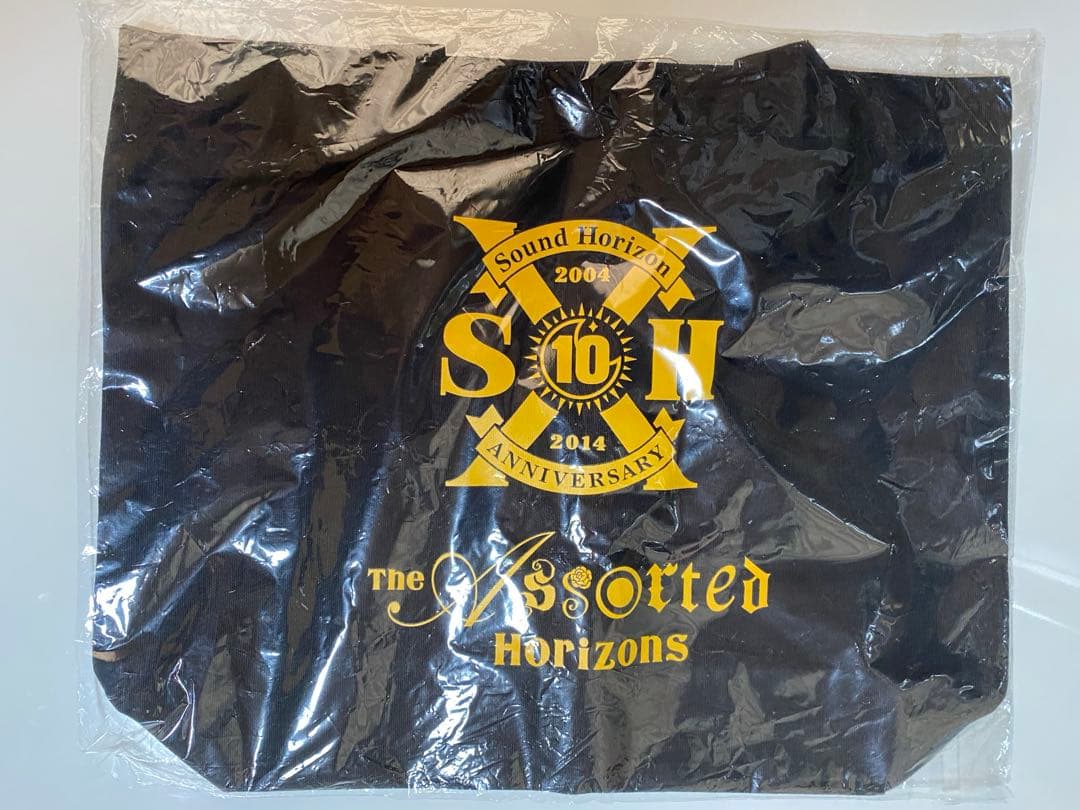 Sound Horizon
2004
S 10 H
2014
ANNIVERSARY
The Assorted
Horizons